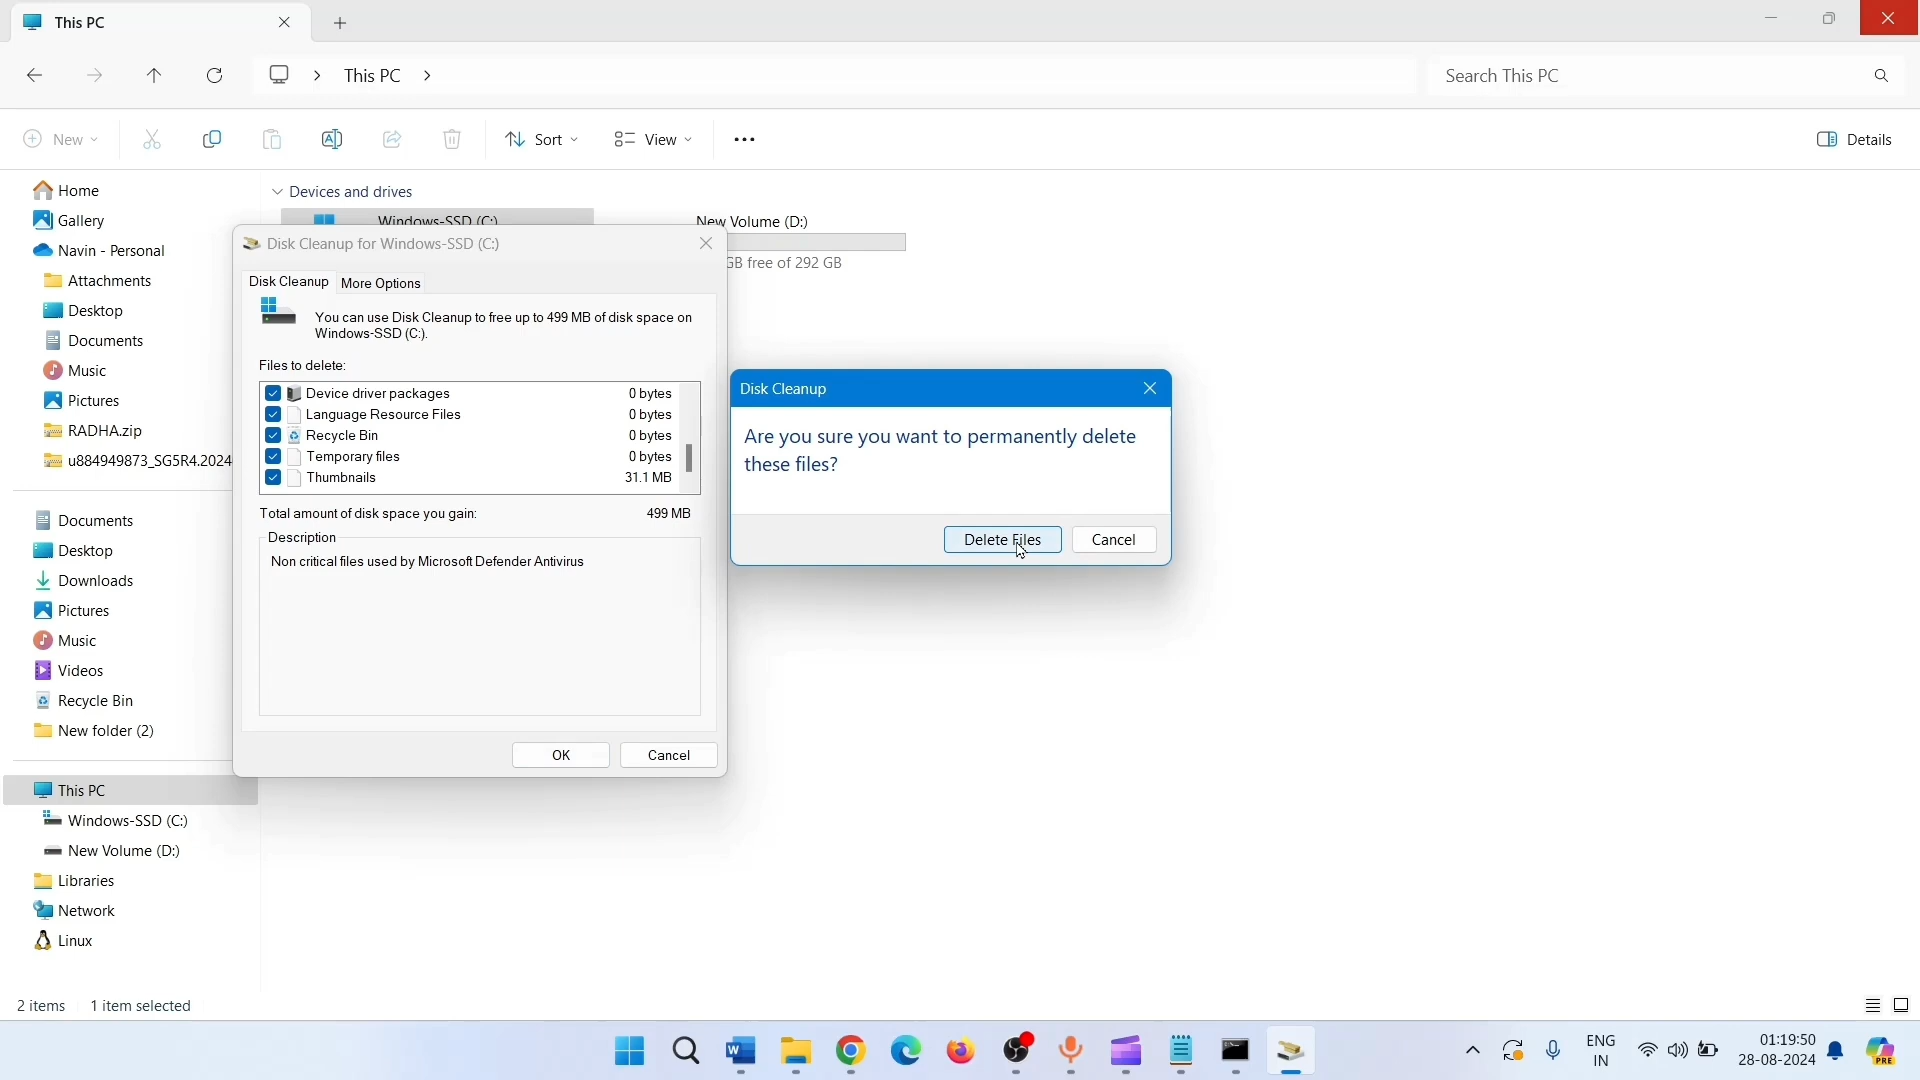 This PC
This PC
Search This PC
New
Sort
View
Details
Home
Gallery
Navin - Personal
Attachments
Desktop
Documents
Music
Pictures
RADHA.zip
u884949873_SG5R4.2024
Documents
Desktop
Downloads
Pictures
Music
Videos
Recycle Bin
New folder (2)
This PC
Windows-SSD (C:)
New Volume (D:)
Libraries
Network
Linux
Devices and drives
Windows-SSD (C:)
New Volume (D:)
GB free of 292 GB
Disk Cleanup for Windows-SSD (C:)
Disk Cleanup
More Options
You can use Disk Cleanup to free up to 499 MB of disk space on
Windows-SSD (C:).
Files to delete:
Device driver packages 0 bytes
Language Resource Files 0 bytes
Recycle Bin 0 bytes
Temporary files 0 bytes
Thumbnails 31.1 MB
Total amount of disk space you gain: 499 MB
Description
Non critical files used by Microsoft Defender Antivirus
OK
Cancel
Disk Cleanup
Are you sure you want to permanently delete
these files?
Delete Files
Cancel
2 items
1 item selected
W
ENG
IN
01:19:50
28-08-2024
PRE